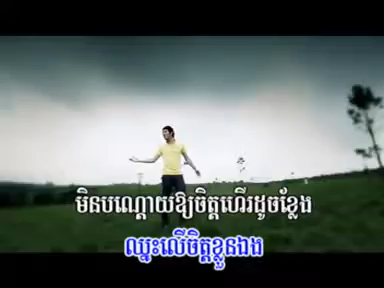 មិនបណ្ដោយឱ្យចិត្តហើរដូចខ្លែង
ឈ្នះលើចិត្តខ្លួនឯង